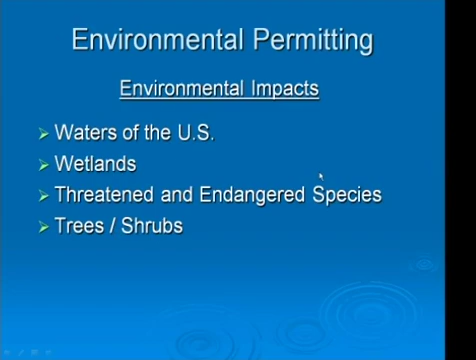 Environmental Permitting
Environmental Impacts
Waters of the U.S.
Wetlands
Threatened and Endangered Species
Trees / Shrubs